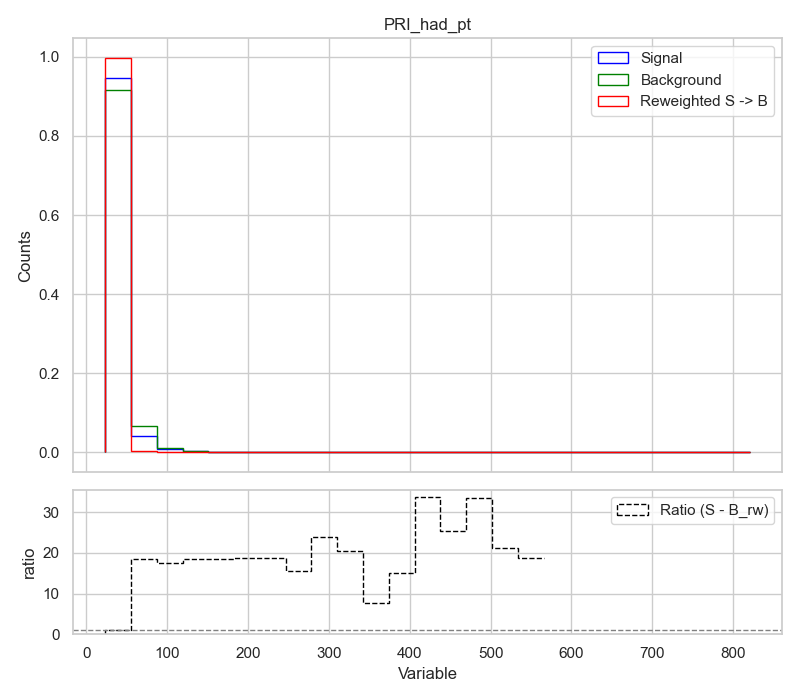 PRI_had_pt
1.0
0.8
0.6
0.4
0.2
0.0
Counts
Signal
Background
Reweighted S -> B
30
20
10
0
ratio
Ratio (S - B_rw)
0 100 200 300 400 500 600 700 800
Variable